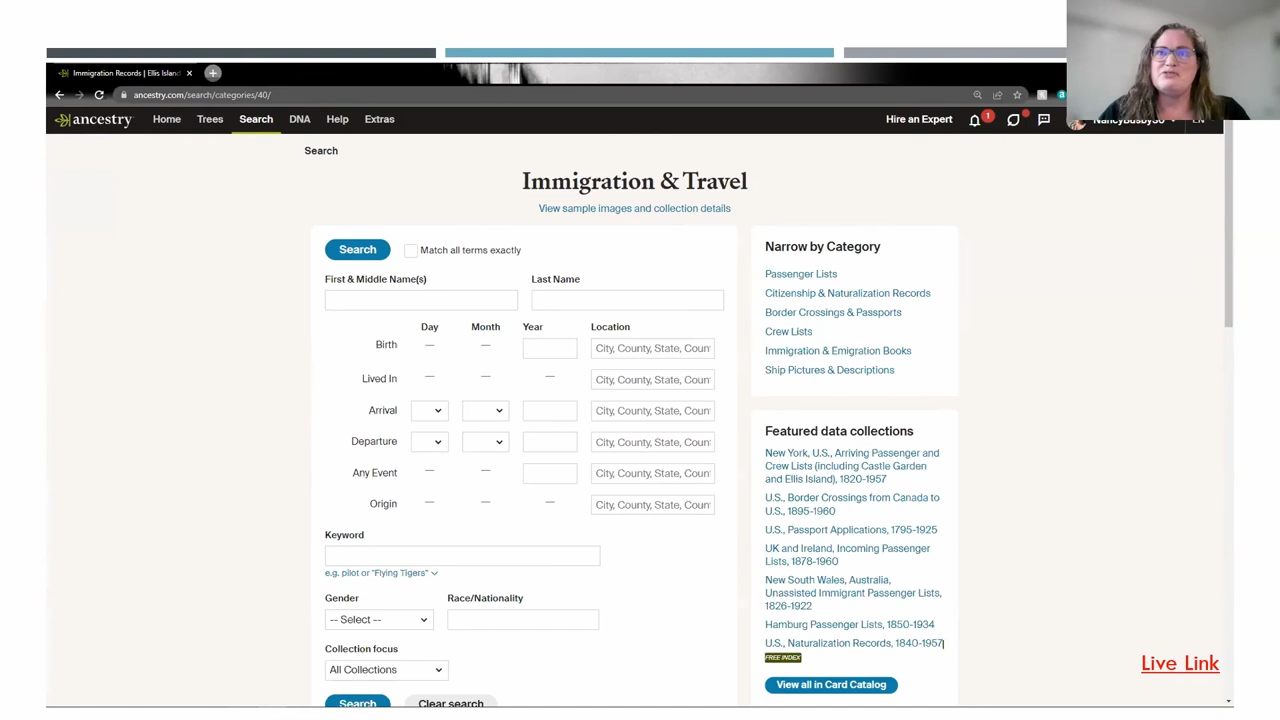 Immigration Records | Ellis Island
ancestry.com/search/categories/40/
ancestry Home Trees Search DNA Help Extras Hire an Expert 1 NancyBusby30 EN
Search
Immigration & Travel
View sample images and collection details
Search Match all terms exactly
First & Middle Name(s) Last Name
Day Month Year Location
Birth — — City, County, State, Coun
Lived In — — — City, County, State, Coun
Arrival City, County, State, Coun
Departure City, County, State, Coun
Any Event — — City, County, State, Coun
Origin — — — City, County, State, Coun
Keyword
e.g. pilot or "Flying Tigers"
Gender Race/Nationality
-- Select --
Collection focus
All Collections
Search Clear search
Narrow by Category
Passenger Lists
Citizenship & Naturalization Records
Border Crossings & Passports
Crew Lists
Immigration & Emigration Books
Ship Pictures & Descriptions
Featured data collections
New York, U.S., Arriving Passenger and
Crew Lists (including Castle Garden
and Ellis Island), 1820-1957
U.S., Border Crossings from Canada to
U.S., 1895-1960
U.S., Passport Applications, 1795-1925
UK and Ireland, Incoming Passenger
Lists, 1878-1960
New South Wales, Australia,
Unassisted Immigrant Passenger Lists,
1826-1922
Hamburg Passenger Lists, 1850-1934
U.S., Naturalization Records, 1840-1957
FREE INDEX
View all in Card Catalog
Live Link